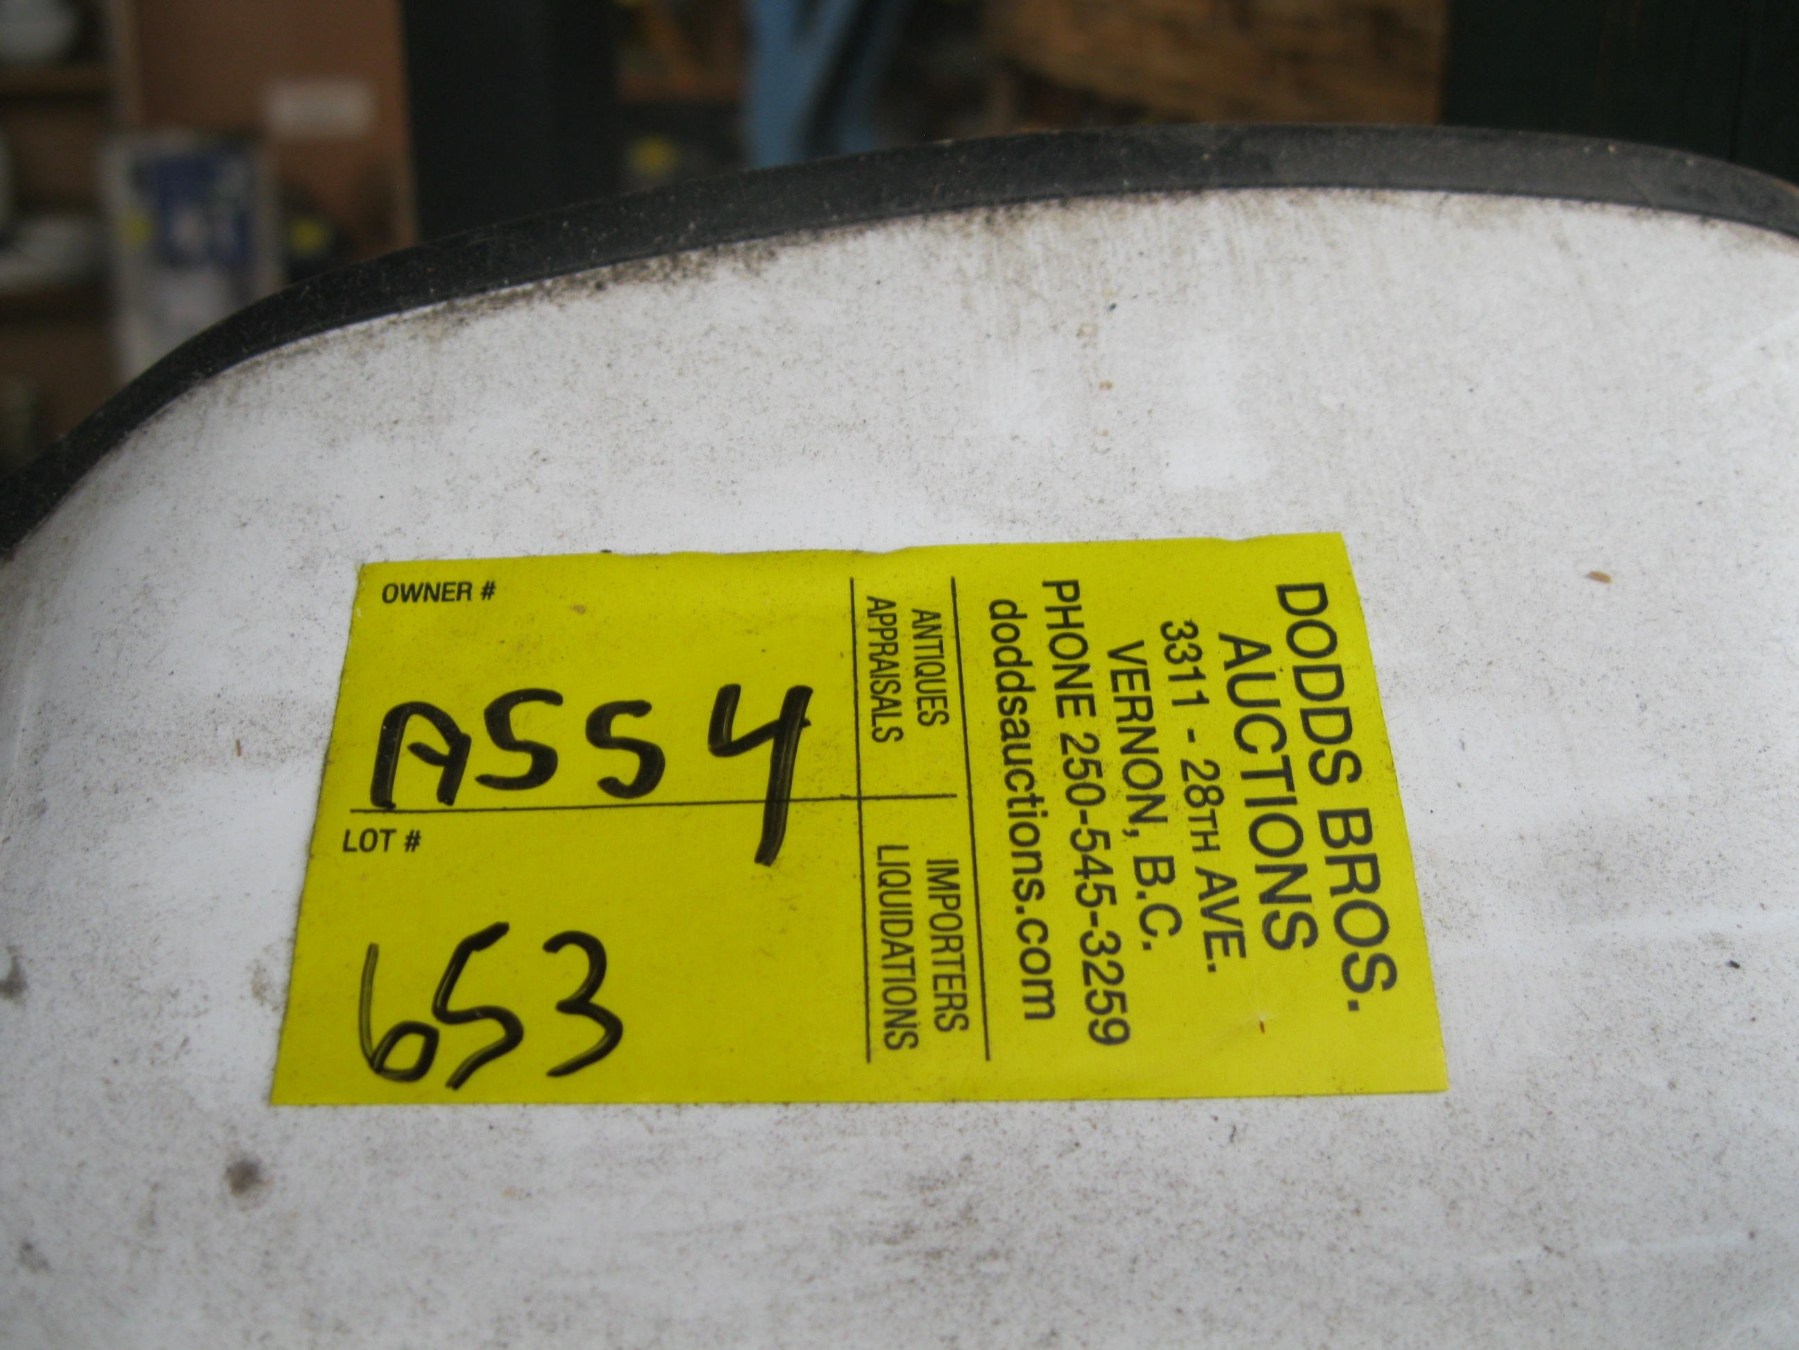 OWNER #
A554
LOT #
653
DODDS BROS.
AUCTIONS
3311 - 28TH AVE.
VERNON, B.C.
PHONE 250-545-3259
doddsauctions.com
ANTIQUES
APPRAISALS
IMPORTERS
LIQUIDATIONS